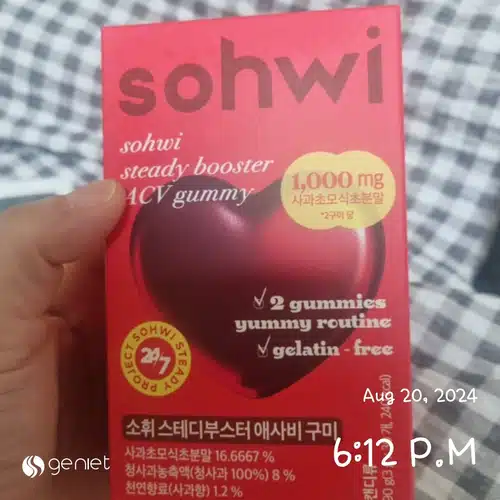 sohwi
sohwi
steady booster
ACV gummy
1,000 mg
사과초모식초분말
*2구미 당
2 gummies
yummy routine
gelatin-free
PROJECT SOHWI STEADY
24/7
Aug 20, 2024
소휘 스테디부스터 애사비 구미
6:12 P.M
사과초모식초분말 16.6667 %
청사과농축액(청사과 100%) 8 %
천연향료(사과향) 1.2 %
geniet